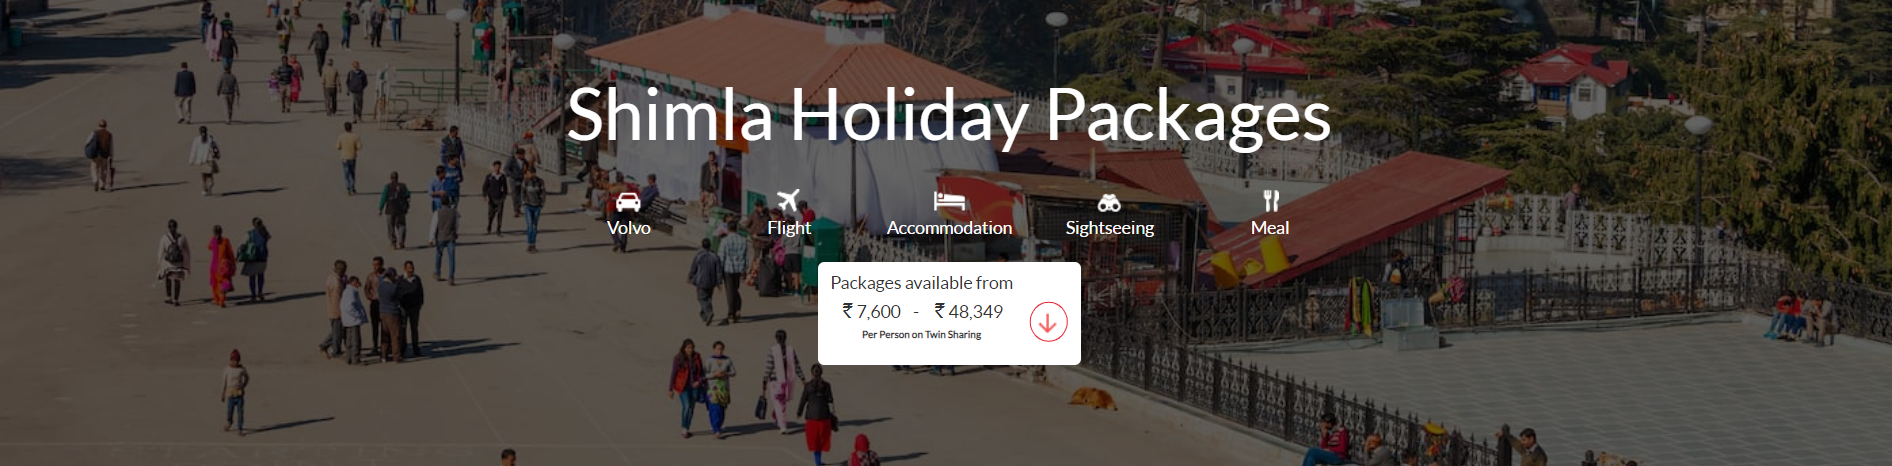 Shimla Holiday Packages
Volvo Flight Accommodation Sightseeing Meal
Packages available from
₹ 7,600 - ₹ 48,349
Per Person on Twin Sharing